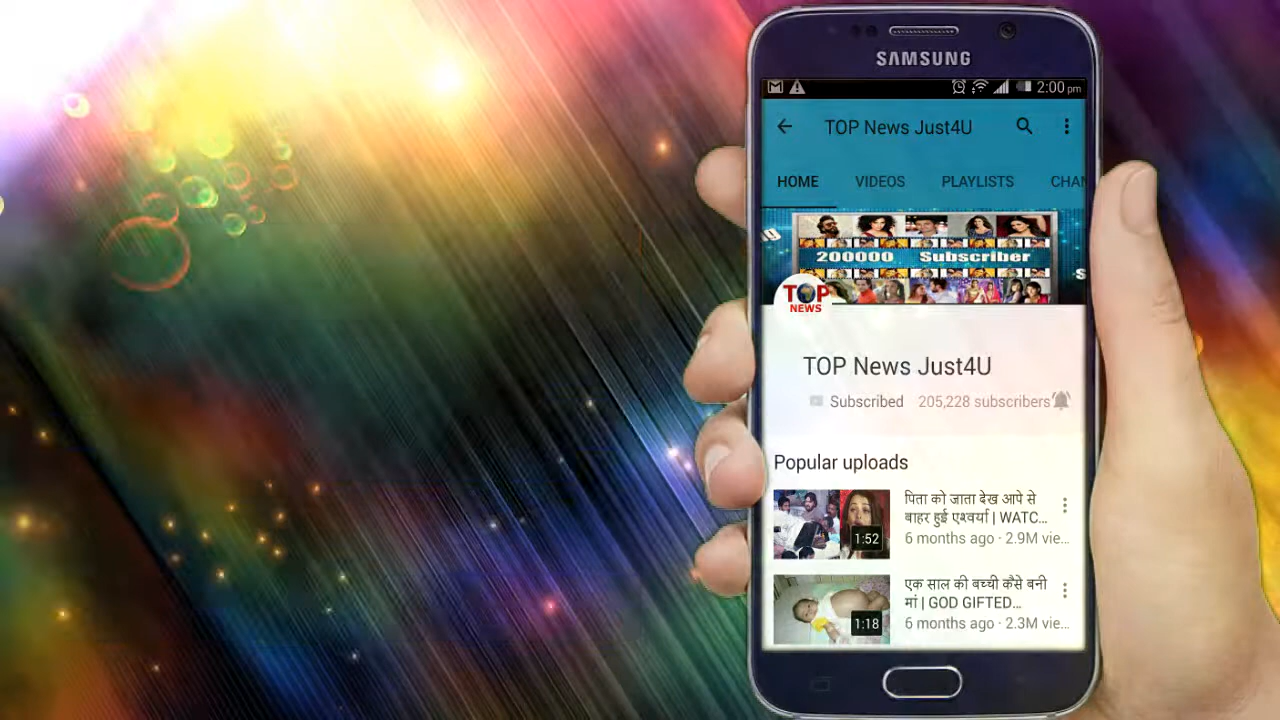 SAMSUNG
2:00 pm
TOP News Just4U
HOME VIDEOS PLAYLISTS CHAN
200000 Subscriber
TOP
NEWS
TOP News Just4U
Subscribed 205,228 subscribers
Popular uploads
पिता को जाता देख आपे से
बाहर हुई एश्वर्या | WATC...
6 months ago · 2.9M vie...
1:52
एक साल की बच्ची कैसे बनी
मां | GOD GIFTED...
6 months ago · 2.3M vie...
1:18